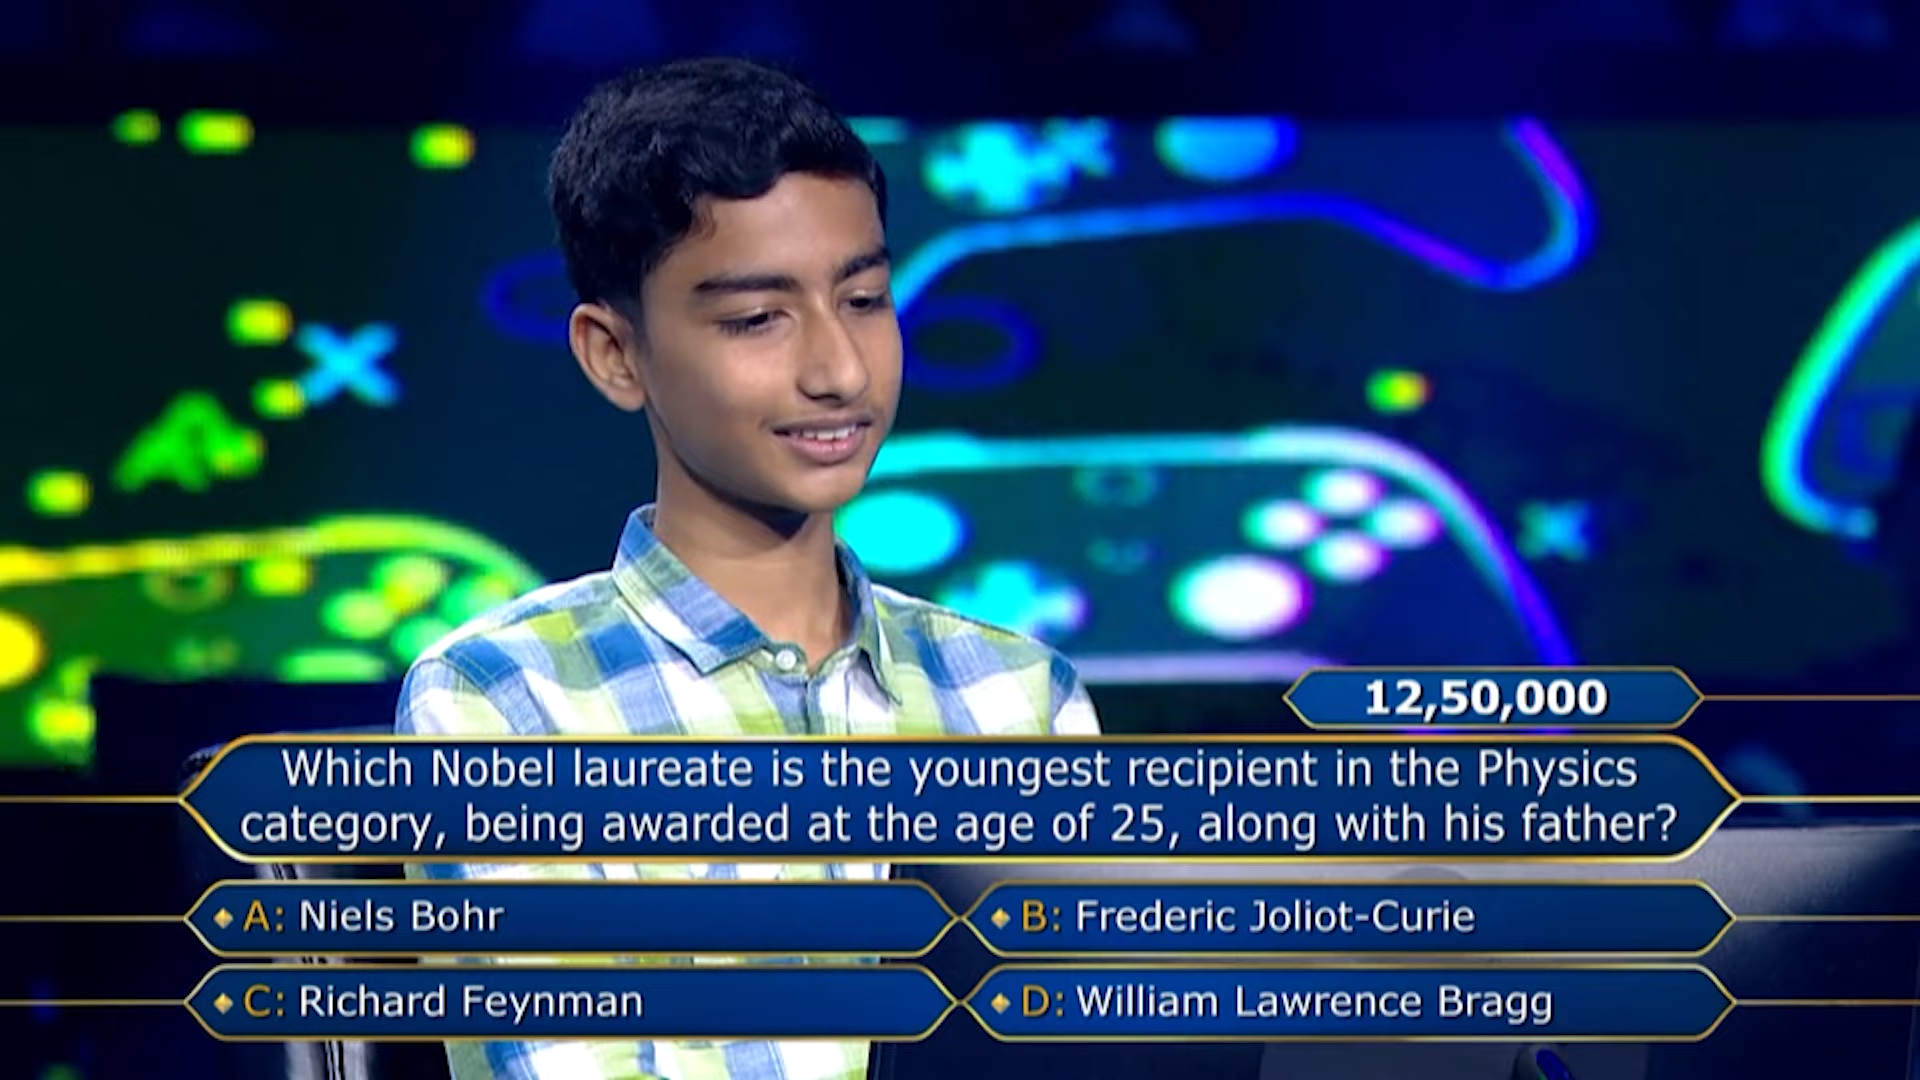 12,50,000
Which Nobel laureate is the youngest recipient in the Physics
category, being awarded at the age of 25, along with his father?
A: Niels Bohr
B: Frederic Joliot-Curie
C: Richard Feynman
D: William Lawrence Bragg